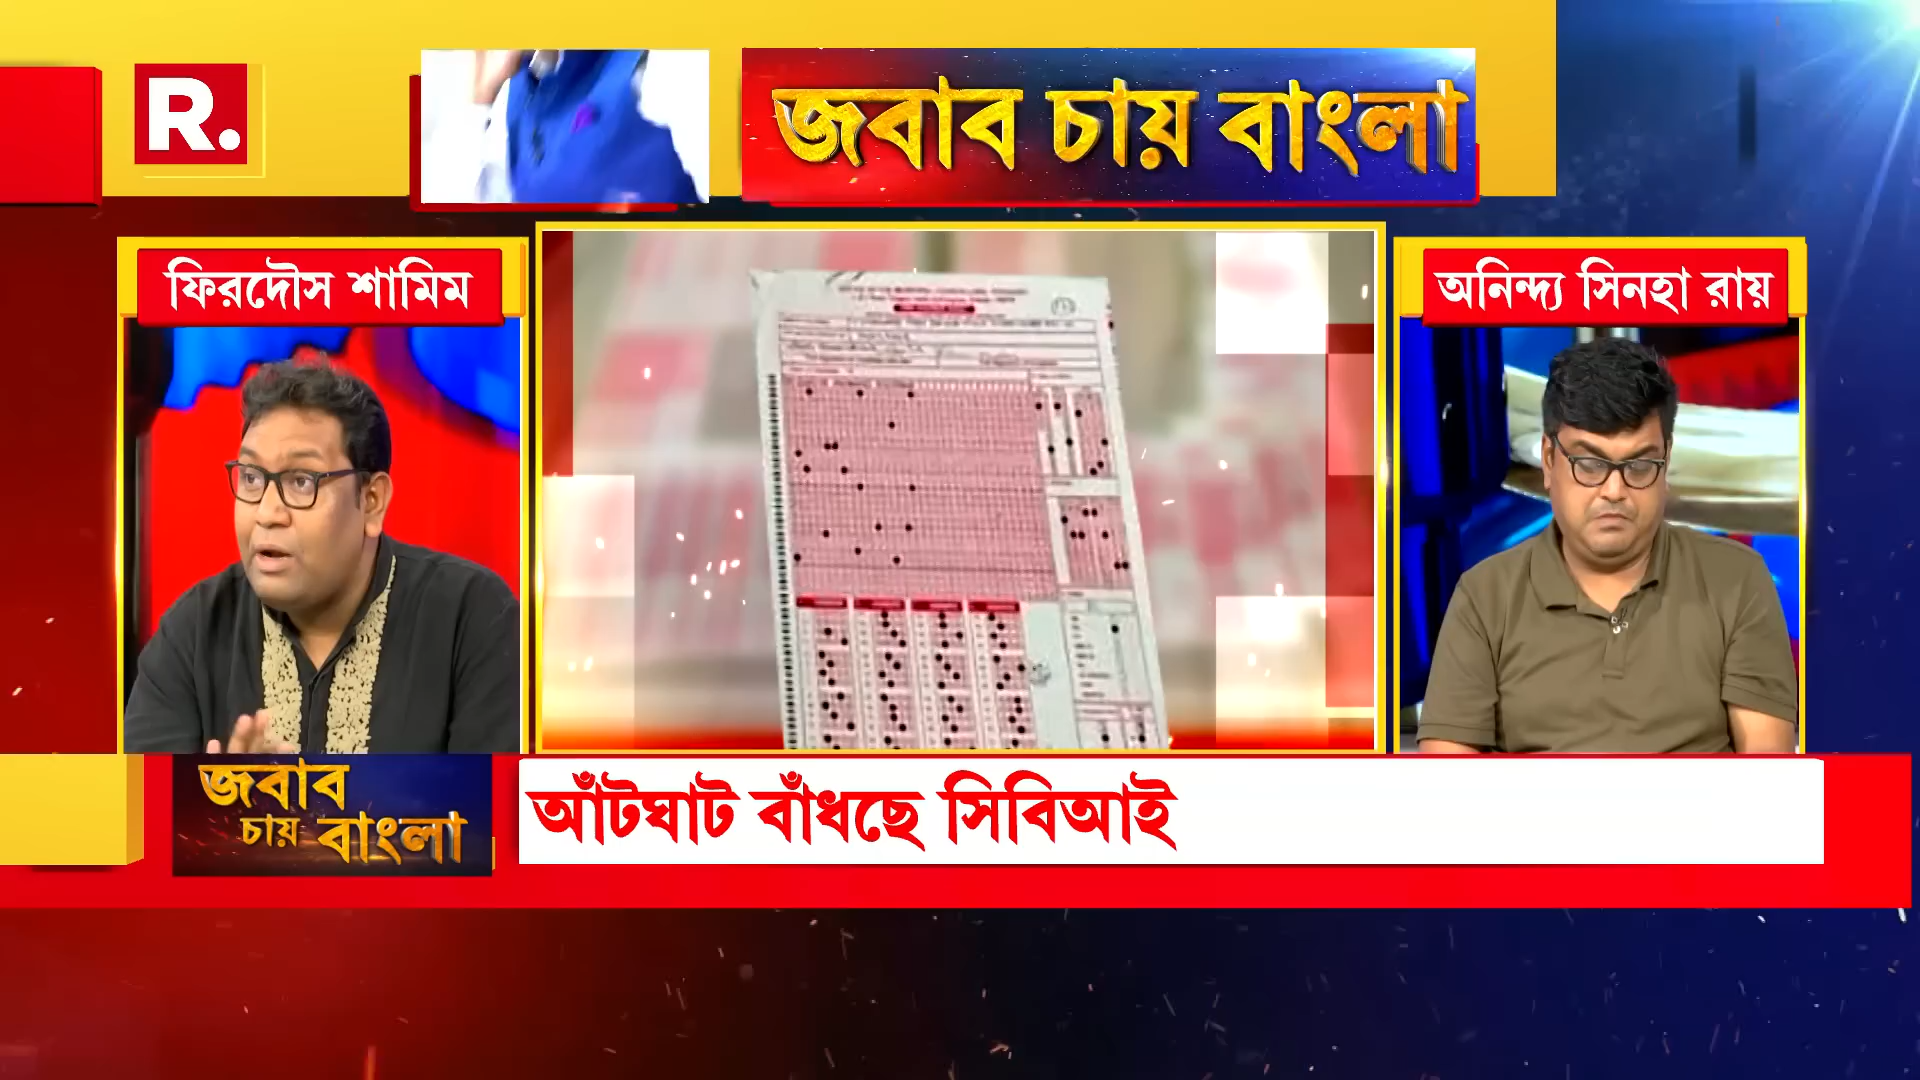 R.
জবাব চায় বাংলা
ফিরদৌস শামিম
অনিন্দ্য সিনহা রায়
জবাব
চায় বাংলা
আঁটঘাট বাঁধছে সিবিআই